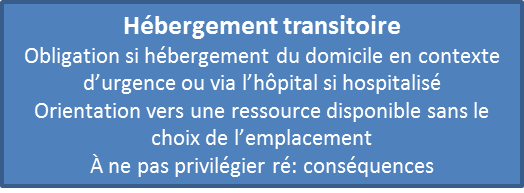 Hébergement transitoire
Obligation si hébergement du domicile en contexte
d’urgence ou via l’hôpital si hospitalisé
Orientation vers une ressource disponible sans le
choix de l’emplacement
À ne pas privilégier ré: conséquences